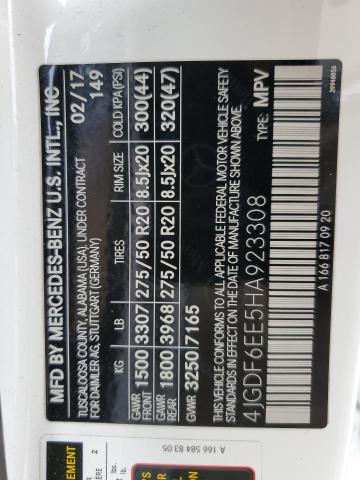 MFD BY MERCEDES-BENZ U.S. INTL., INC.
TUSCALOOSA COUNTY, ALABAMA (USA), UNDER CONTRACT
FOR DAIMLER AG, STUTTGART (GERMANY)
02/17
149
KG LB TIRES RIM SIZE COLD KPA(PSI)
GAWR FRONT 1500 3307 275/50 R20 8.5Jx20 300(44)
GAWR REAR 1800 3968 275/50 R20 8.5Jx20 320(47)
GVWR 3250 7165
THIS VEHICLE CONFORMS TO ALL APPLICABLE FEDERAL MOTOR VEHICLE SAFETY
STANDARDS IN EFFECT ON THE DATE OF MANUFACTURE SHOWN ABOVE.
4JGDF6EE5HA923308 TYPE: MPV
A 166 817 09 20
A 166 584 83 05
2
lbs.
lb.